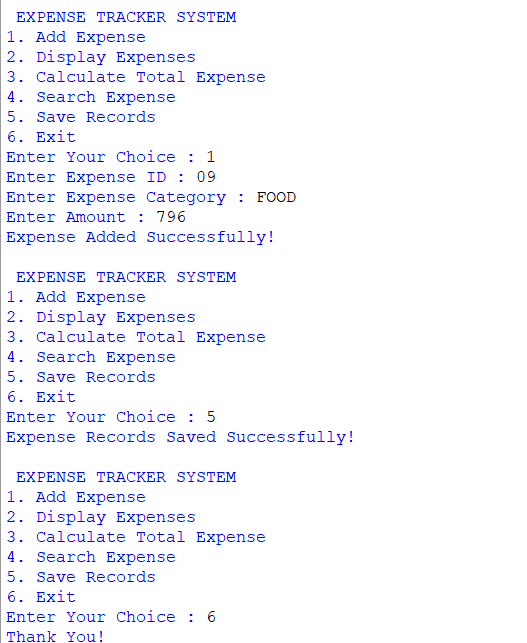 EXPENSE TRACKER SYSTEM
1. Add Expense
2. Display Expenses
3. Calculate Total Expense
4. Search Expense
5. Save Records
6. Exit
Enter Your Choice : 1
Enter Expense ID : 09
Enter Expense Category : FOOD
Enter Amount : 796
Expense Added Successfully!

EXPENSE TRACKER SYSTEM
1. Add Expense
2. Display Expenses
3. Calculate Total Expense
4. Search Expense
5. Save Records
6. Exit
Enter Your Choice : 5
Expense Records Saved Successfully!

EXPENSE TRACKER SYSTEM
1. Add Expense
2. Display Expenses
3. Calculate Total Expense
4. Search Expense
5. Save Records
6. Exit
Enter Your Choice : 6
Thank You!